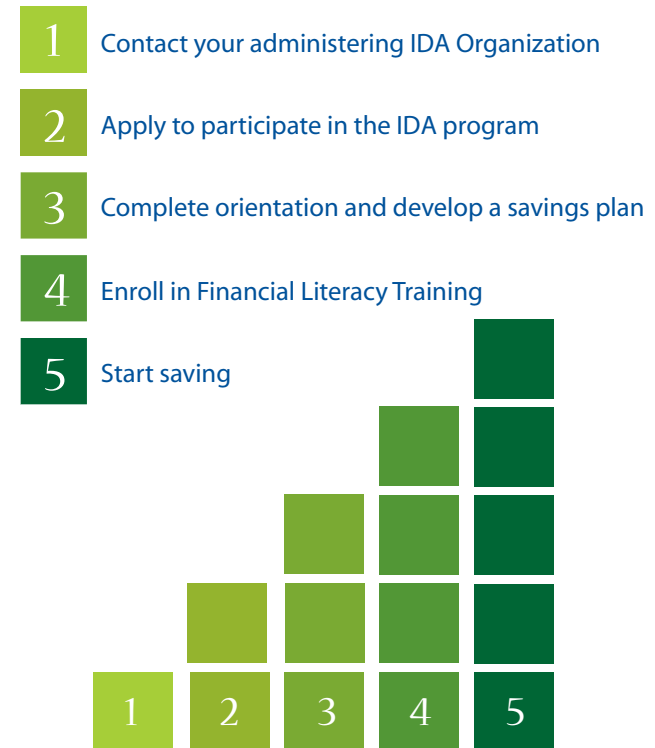 1 Contact your administering IDA Organization
2 Apply to participate in the IDA program
3 Complete orientation and develop a savings plan
4 Enroll in Financial Literacy Training
5 Start saving
1 2 3 4 5